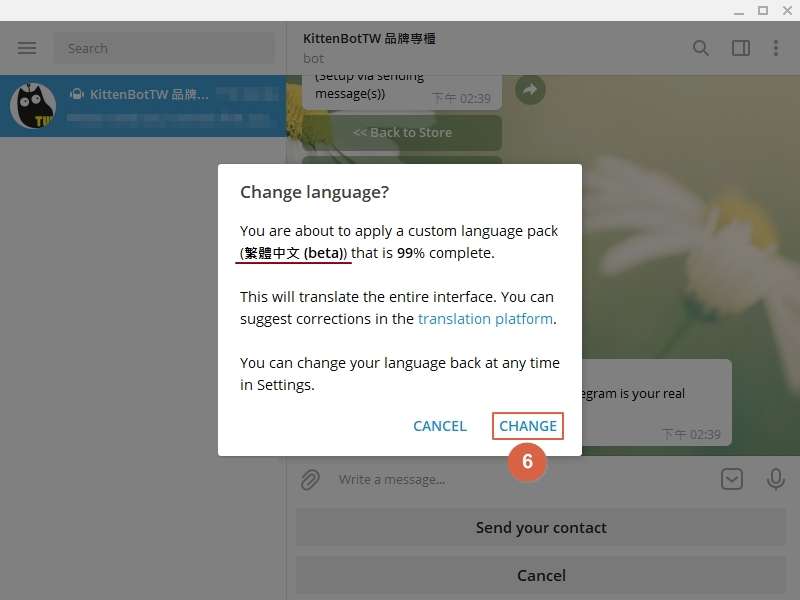 Search
KittenBotTW 品牌專櫃
bot
KittenBotTW 品牌...
TW
(Setup via sending
message(s))
下午 02:39
<< Back to Store
Change language?
You are about to apply a custom language pack
(繁體中文 (beta)) that is 99% complete.
This will translate the entire interface. You can
suggest corrections in the translation platform.
You can change your language back at any time
in Settings.
CANCEL
CHANGE
6
egram is your real
下午 02:39
Write a message...
Send your contact
Cancel